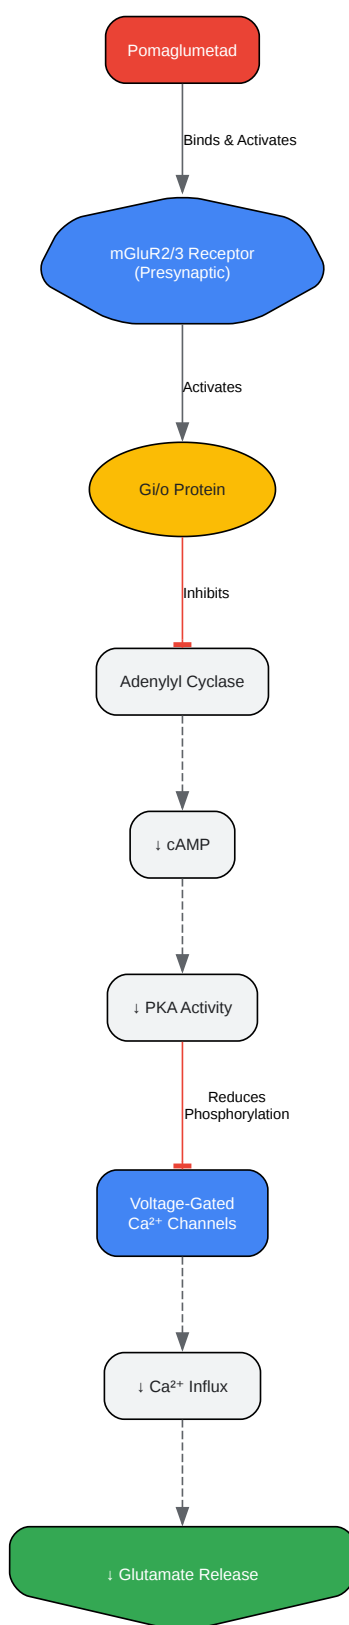 Pomaglumetad
Binds & Activates
mGluR2/3 Receptor
(Presynaptic)
Activates
Gi/o Protein
Inhibits
Adenylyl Cyclase
↓ cAMP
↓ PKA Activity
Reduces
Phosphorylation
Voltage-Gated
Ca²⁺ Channels
↓ Ca²⁺ Influx
↓ Glutamate Release